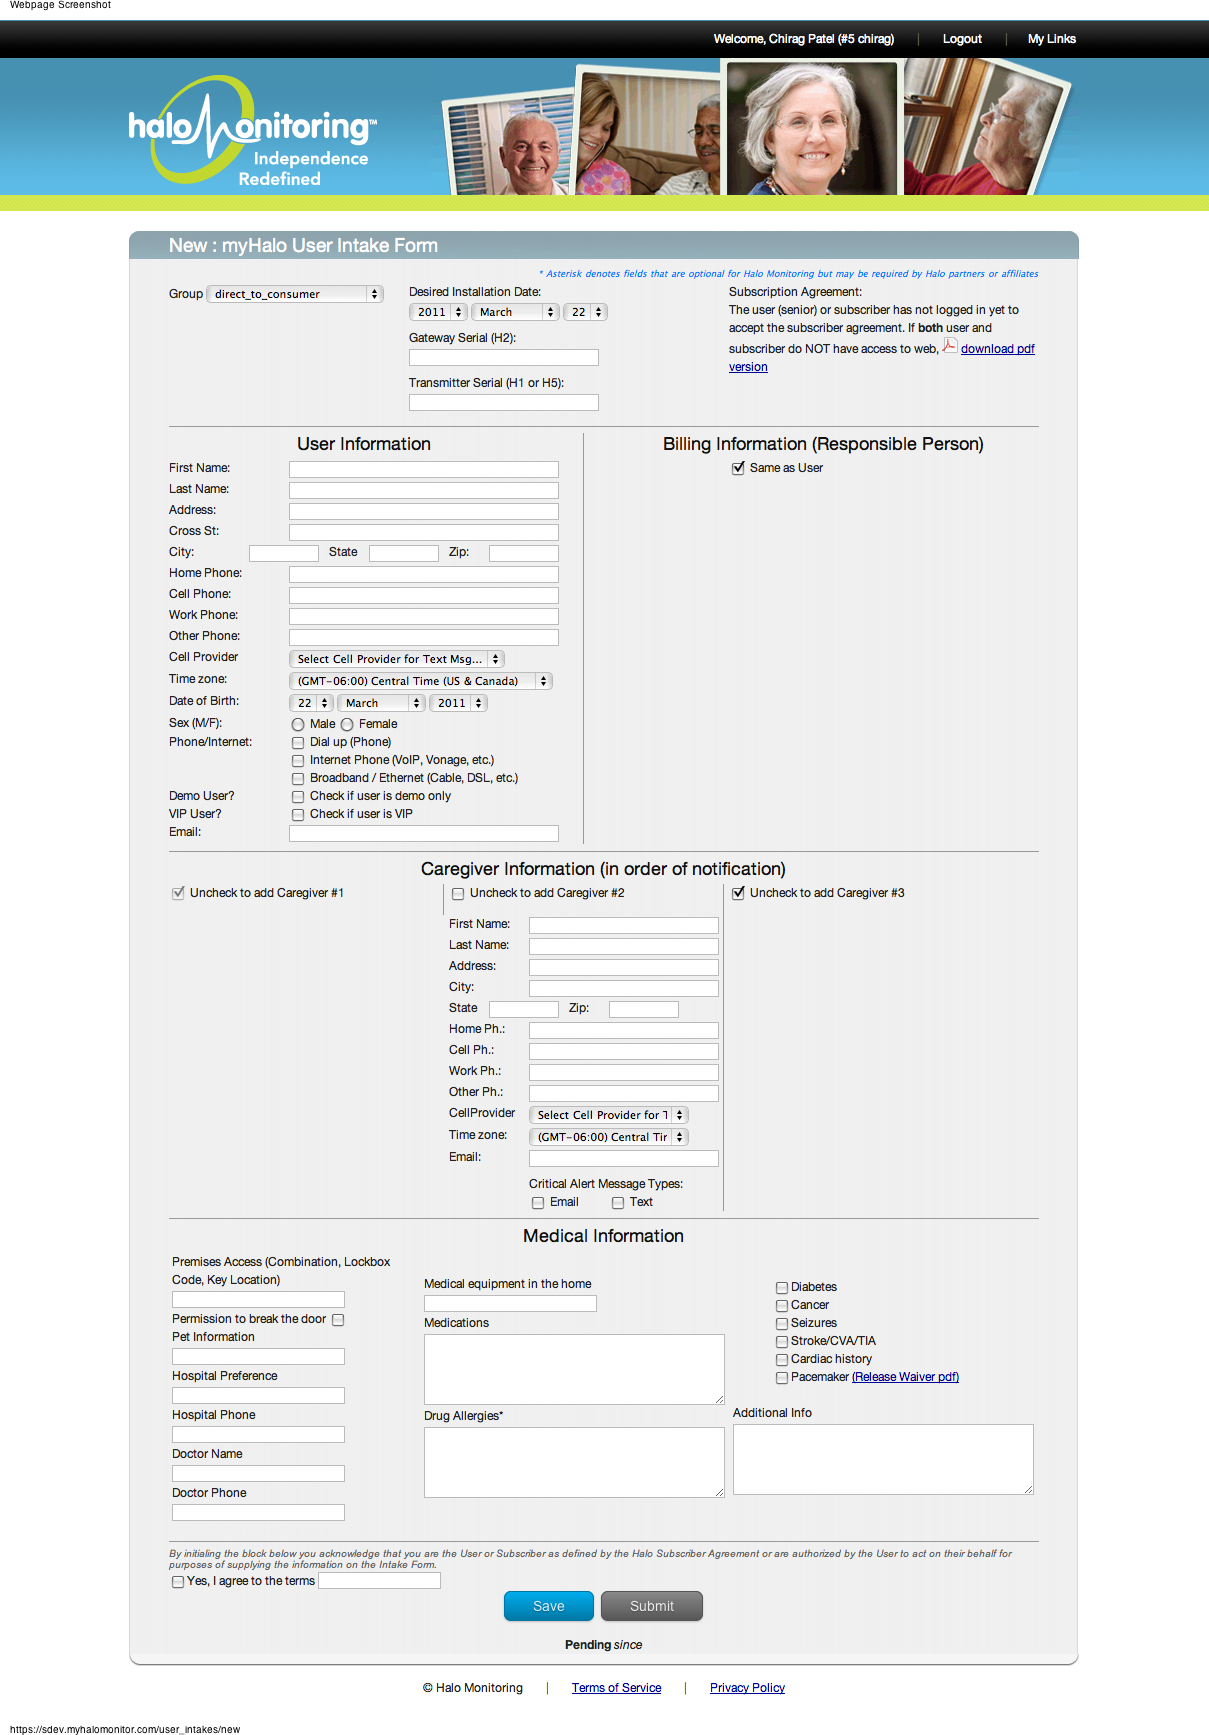 Webpage Screenshot
Welcome, Chirag Patel (#5 chirag) | Logout | My Links
haloMonitoring™
Independence
Redefined
New : myHalo User Intake Form
* Asterisk denotes fields that are optional for Halo Monitoring but may be required by Halo partners or affiliates
Group direct_to_consumer
Desired Installation Date:
2011 March 22
Gateway Serial (H2):
Transmitter Serial (H1 or H5):
Subscription Agreement:
The user (senior) or subscriber has not logged in yet to
accept the subscriber agreement. If both user and
subscriber do NOT have access to web, download pdf
version
User Information
First Name:
Last Name:
Address:
Cross St:
City: State Zip:
Home Phone:
Cell Phone:
Work Phone:
Other Phone:
Cell Provider Select Cell Provider for Text Msg...
Time zone: (GMT-06:00) Central Time (US & Canada)
Date of Birth: 22 March 2011
Sex (M/F): Male Female
Phone/Internet: Dial up (Phone)
Internet Phone (VoIP, Vonage, etc.)
Broadband / Ethernet (Cable, DSL, etc.)
Demo User? Check if user is demo only
VIP User? Check if user is VIP
Email:
Billing Information (Responsible Person)
Same as User
Caregiver Information (in order of notification)
Uncheck to add Caregiver #1
Uncheck to add Caregiver #2
First Name:
Last Name:
Address:
City:
State Zip:
Home Ph.:
Cell Ph.:
Work Ph.:
Other Ph.:
CellProvider Select Cell Provider for T
Time zone: (GMT-06:00) Central Tir
Email:
Critical Alert Message Types:
Email Text
Uncheck to add Caregiver #3
Medical Information
Premises Access (Combination, Lockbox
Code, Key Location)
Permission to break the door
Pet Information
Hospital Preference
Hospital Phone
Doctor Name
Doctor Phone
Medical equipment in the home
Medications
Drug Allergies*
Diabetes
Cancer
Seizures
Stroke/CVA/TIA
Cardiac history
Pacemaker (Release Waiver pdf)
Additional Info
By initialing the block below you acknowledge that you are the User or Subscriber as defined by the Halo Subscriber Agreement or are authorized by the User to act on their behalf for
purposes of supplying the information on the Intake Form.
Yes, I agree to the terms
Save Submit
Pending since
© Halo Monitoring | Terms of Service | Privacy Policy
https://sdev.myhalomonitor.com/user_intakes/new